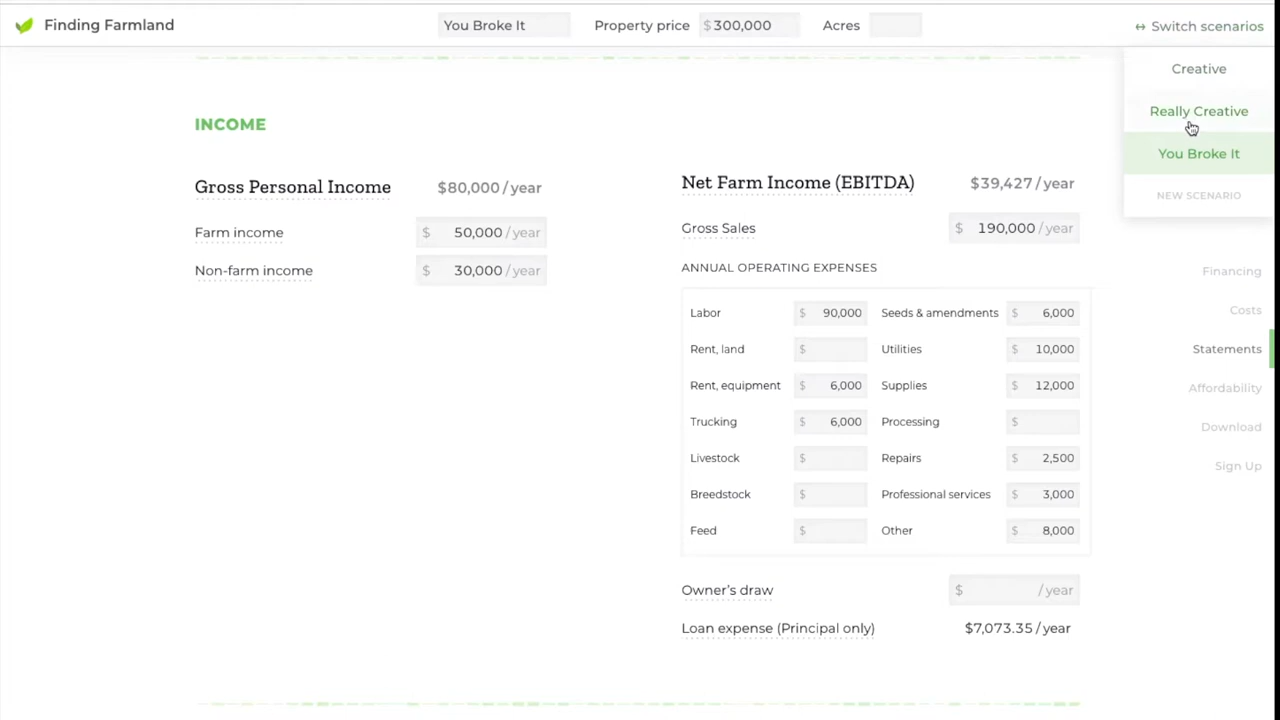 Finding Farmland
You Broke It
Property price $ 300,000
Acres
↔ Switch scenarios
Creative
Really Creative
You Broke It
NEW SCENARIO
INCOME
Gross Personal Income $80,000 / year
Farm income $ 50,000 / year
Non-farm income $ 30,000 / year
Net Farm Income (EBITDA) $39,427 / year
Gross Sales $ 190,000 / year
ANNUAL OPERATING EXPENSES
Labor $ 90,000 Seeds & amendments $ 6,000
Rent, land $ Utilities $ 10,000
Rent, equipment $ 6,000 Supplies $ 12,000
Trucking $ 6,000 Processing $
Livestock $ Repairs $ 2,500
Breedstock $ Professional services $ 3,000
Feed $ Other $ 8,000
Owner's draw $ / year
Loan expense (Principal only) $7,073.35 / year
Financing
Costs
Statements
Affordability
Download
Sign Up